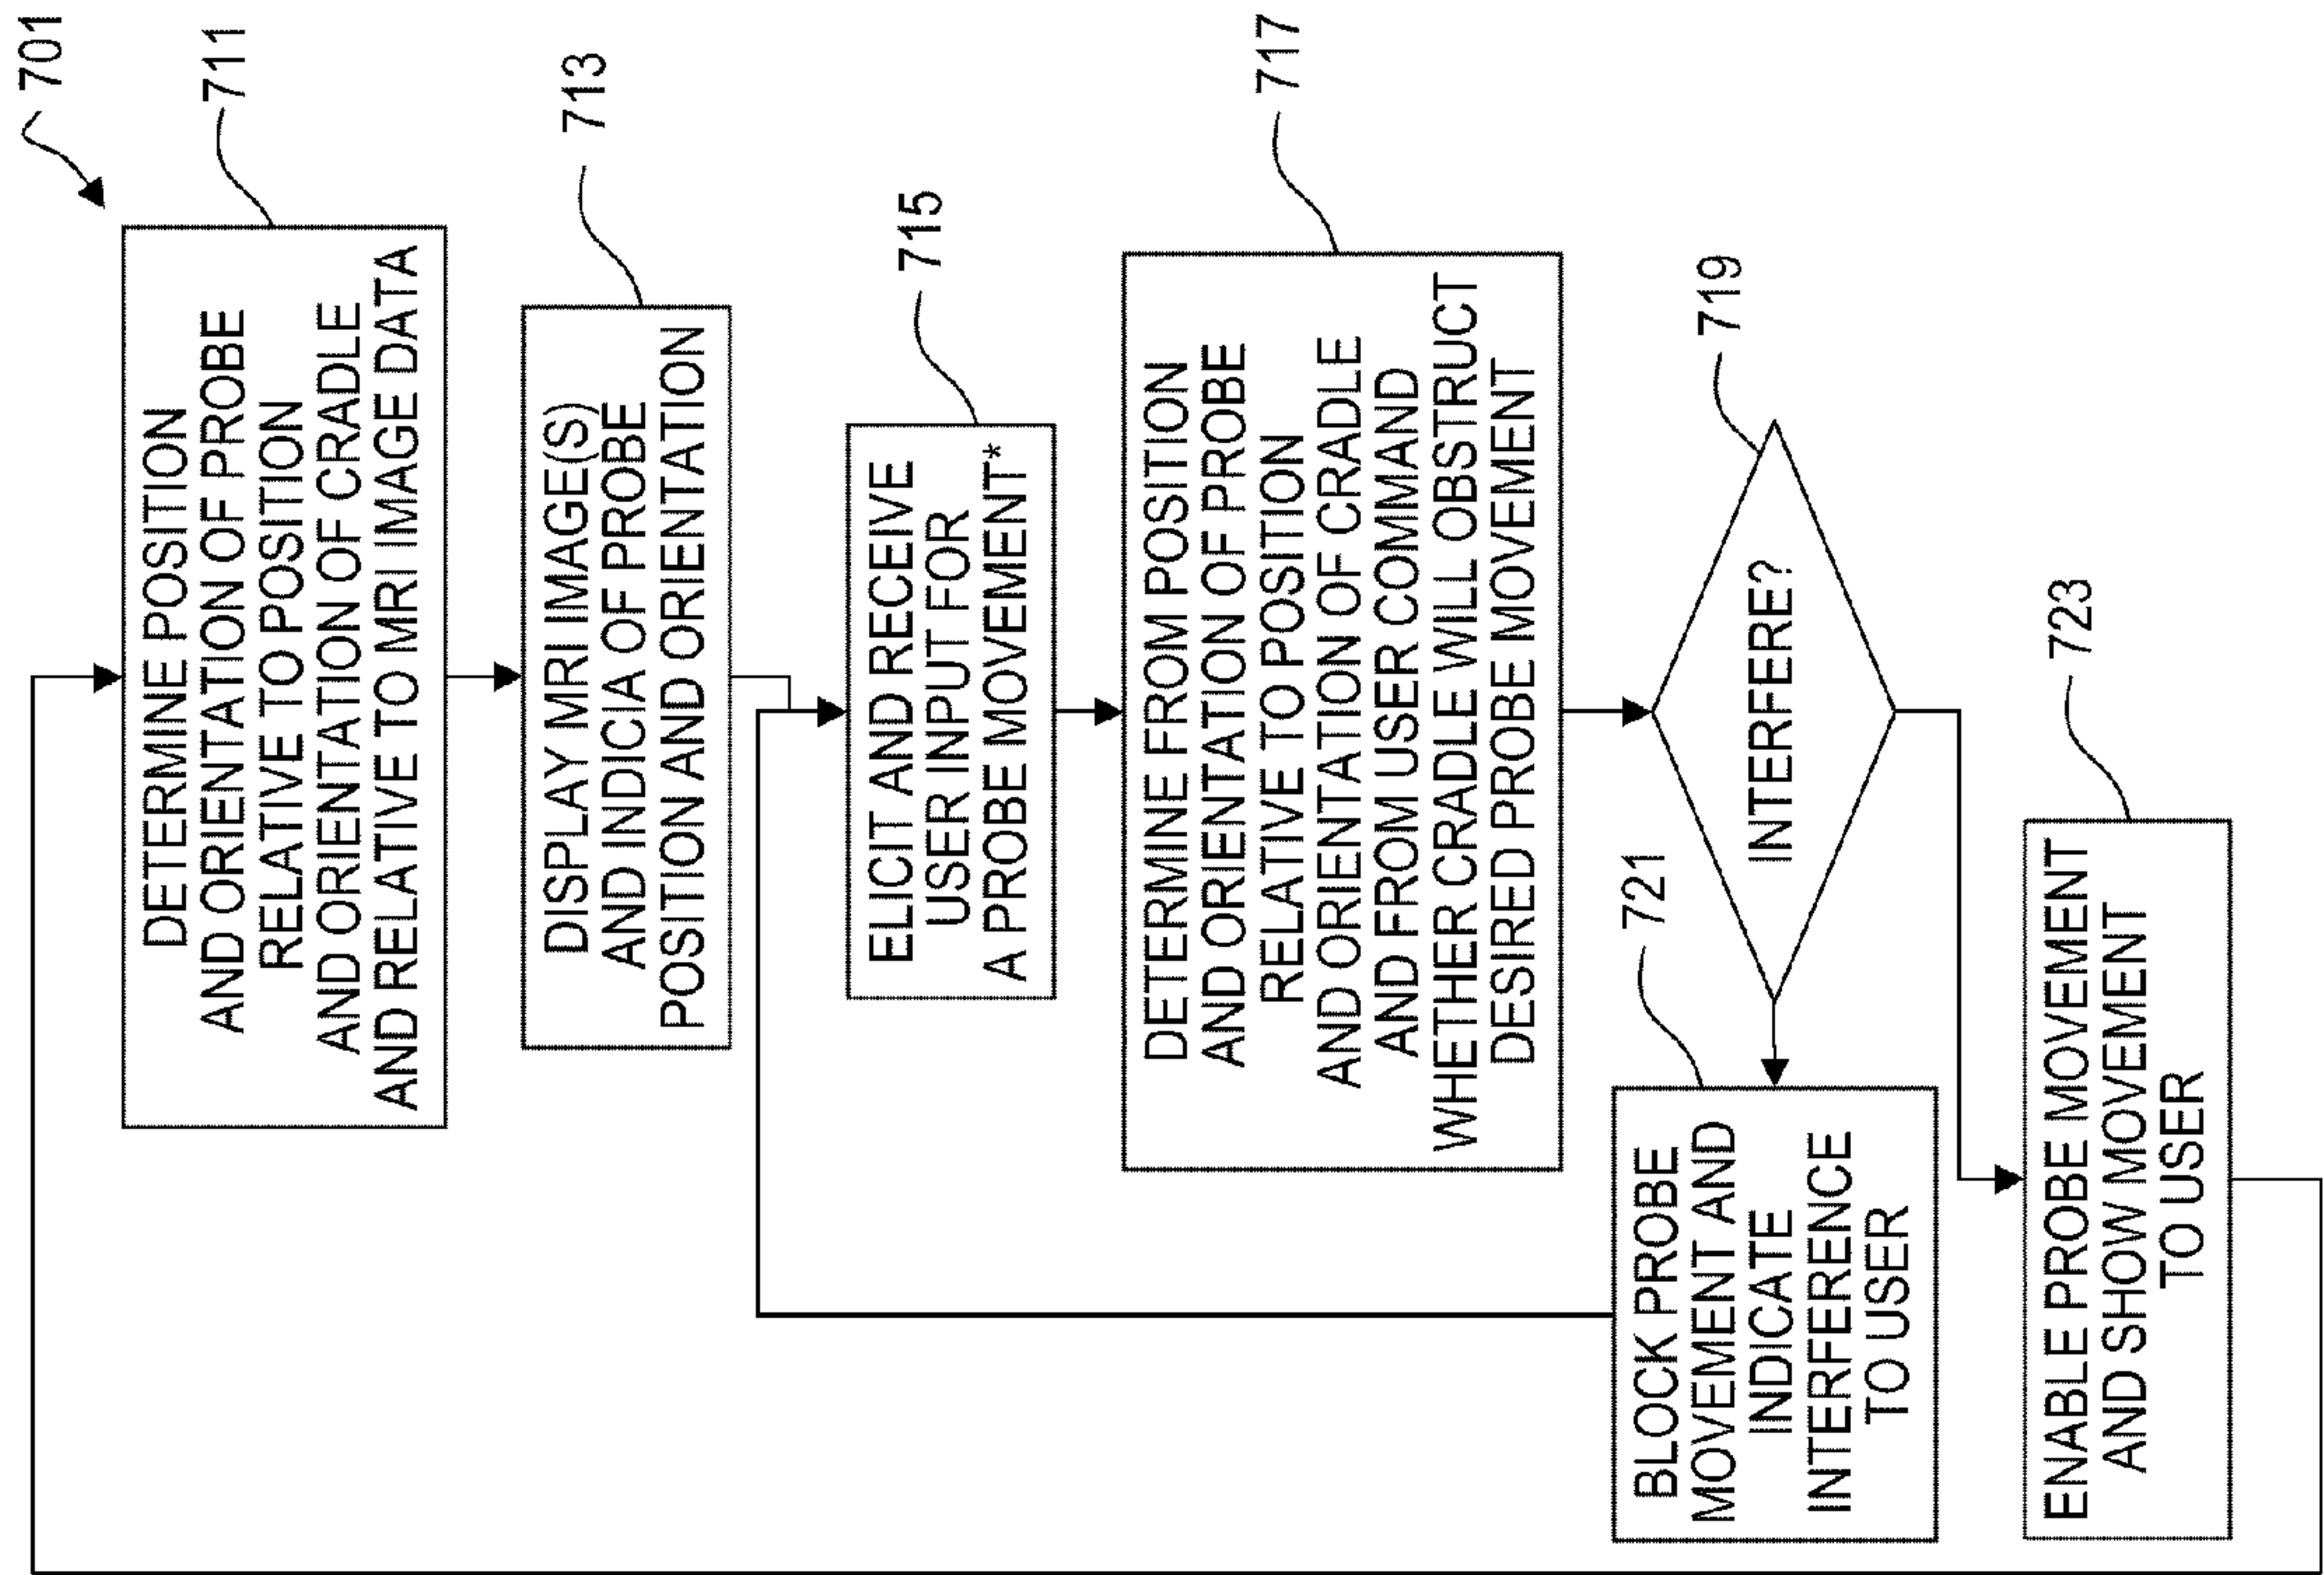 701
711
DETERMINE POSITION
AND ORIENTATION OF PROBE
RELATIVE TO POSITION
AND ORIENTATION OF CRADLE
AND RELATIVE TO MRI IMAGE DATA
713
DISPLAY MRI IMAGE(S)
AND INDICIA OF PROBE
POSITION AND ORIENTATION
715
ELICIT AND RECEIVE
USER INPUT FOR
A PROBE MOVEMENT*
717
DETERMINE FROM POSITION
AND ORIENTATION OF PROBE
RELATIVE TO POSITION
AND ORIENTATION OF CRADLE
AND FROM USER COMMAND
WHETHER CRADLE WILL OBSTRUCT
DESIRED PROBE MOVEMENT
719
INTERFERE?
721
BLOCK PROBE
MOVEMENT AND
INDICATE
INTERFERENCE
TO USER
723
ENABLE PROBE MOVEMENT
AND SHOW MOVEMENT
TO USER